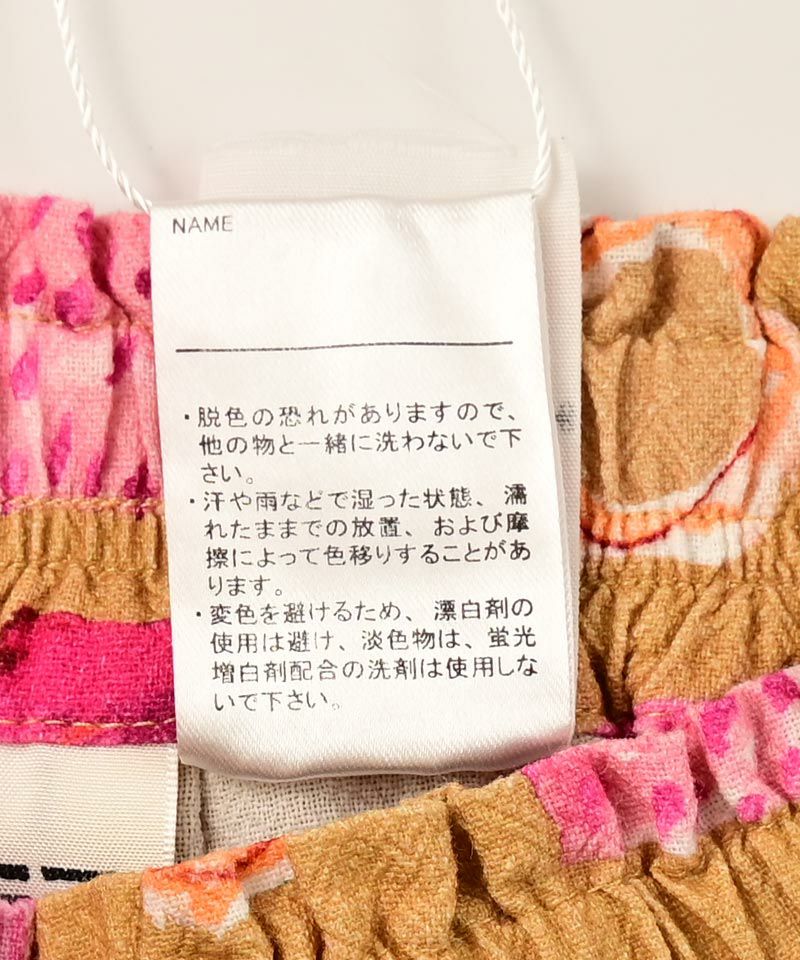 NAME
・脱色の恐れがありますので、
他の物と一緒に洗わないで下
さい。
・汗や雨などで湿った状態、濡
れたままでの放置、および摩
擦によって色移りすることがあ
ります。
・変色を避けるため、漂白剤の
使用は避け、淡色物は、蛍光
増白剤配合の洗剤は使用しな
いで下さい。